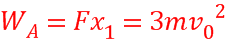 W_A = Fx_1 = 3mv_0^2